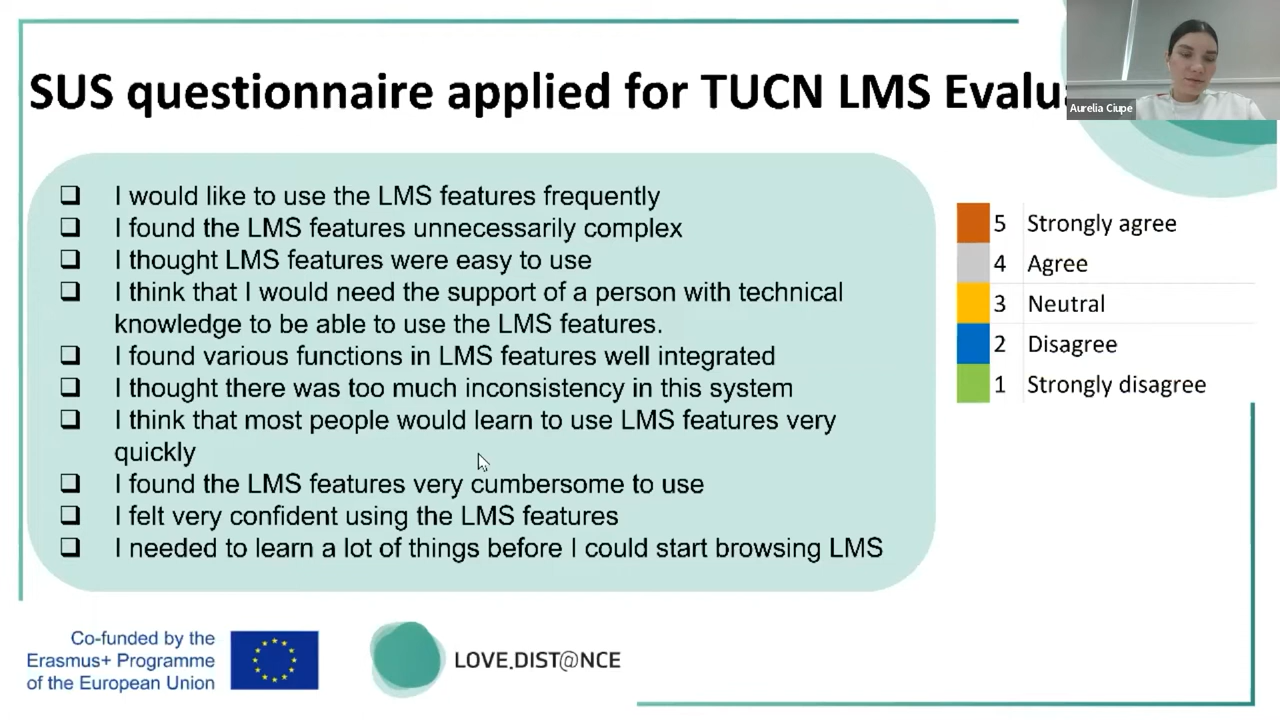 SUS questionnaire applied for TUCN LMS
Aurelia Ciupe
I would like to use the LMS features frequently
I found the LMS features unnecessarily complex
I thought LMS features were easy to use
I think that I would need the support of a person with technical
knowledge to be able to use the LMS features.
I found various functions in LMS features well integrated
I thought there was too much inconsistency in this system
I think that most people would learn to use LMS features very
quickly
I found the LMS features very cumbersome to use
I felt very confident using the LMS features
I needed to learn a lot of things before I could start browsing LMS
5 Strongly agree
4 Agree
3 Neutral
2 Disagree
1 Strongly disagree
Co-funded by the
Erasmus+ Programme
of the European Union
LOVE.DIST@NCE